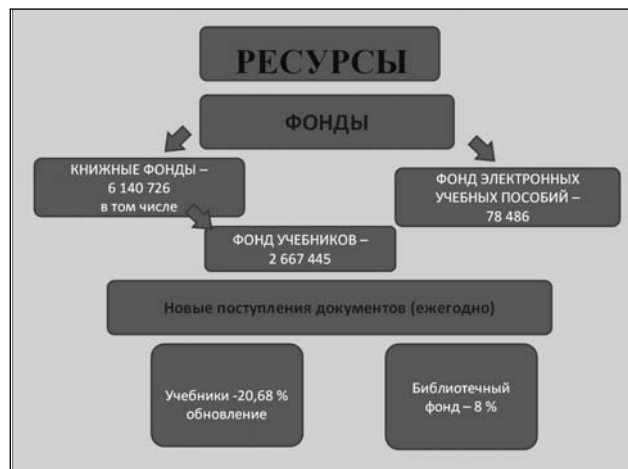 РЕСУРСЫ
ФОНДЫ
КНИЖНЫЕ ФОНДЫ –
6 140 726
в том числе
ФОНД ЭЛЕКТРОННЫХ
УЧЕБНЫХ ПОСОБИЙ –
78 486
ФОНД УЧЕБНИКОВ –
2 667 445
Новые поступления документов (ежегодно)
Учебники -20,68 %
обновление
Библиотечный
фонд – 8 %